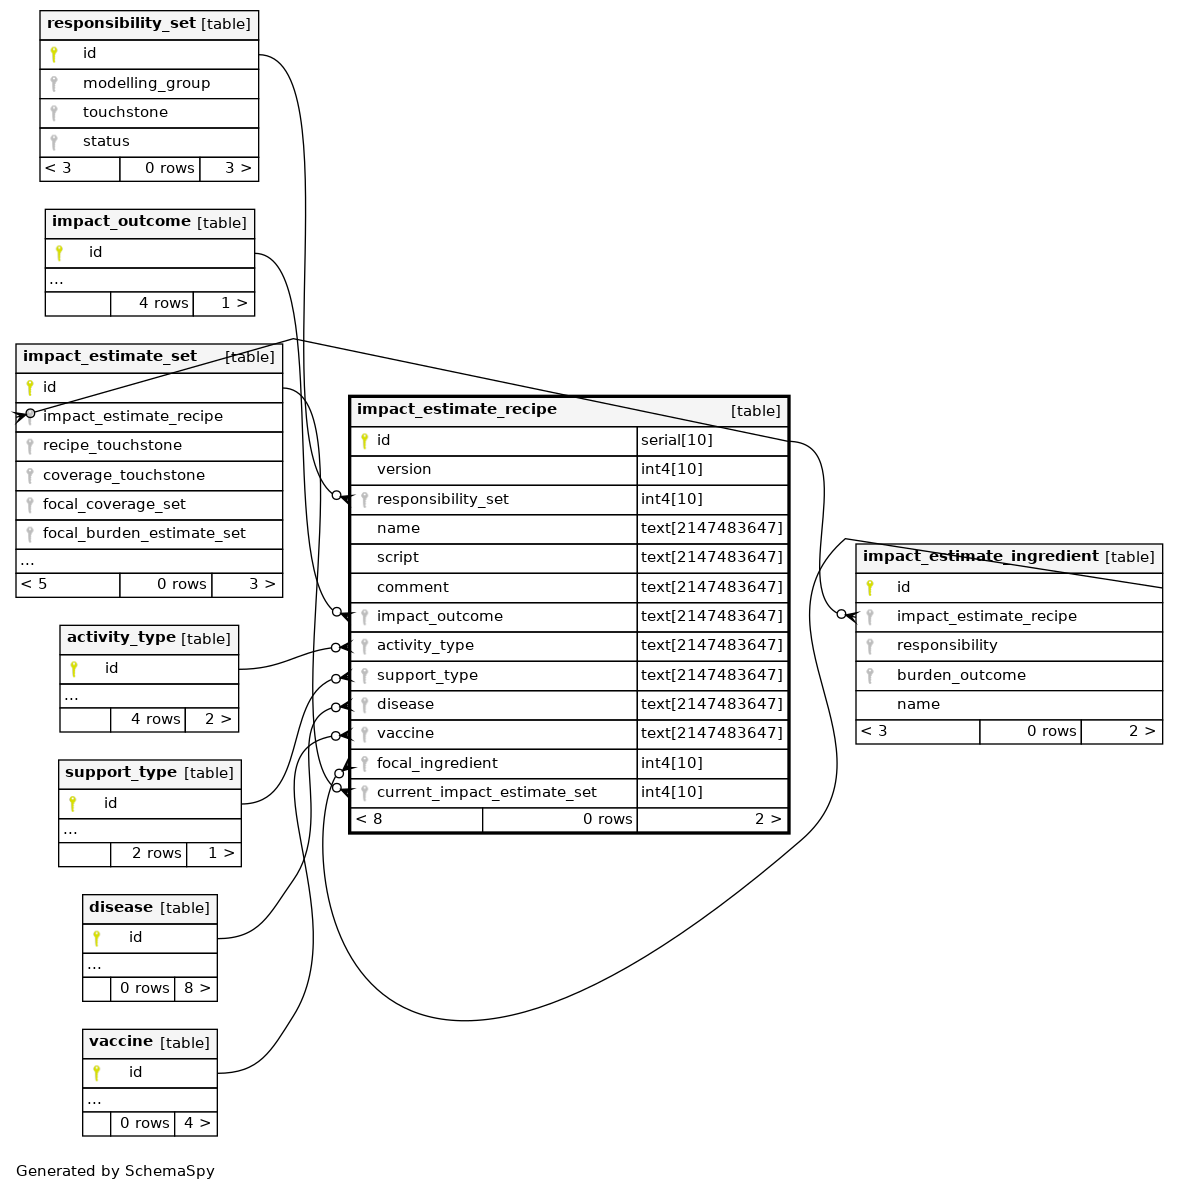 responsibility_set [table]
id
modelling_group
touchstone
status
< 3 0 rows 3 >
impact_outcome [table]
id
...
4 rows 1 >
impact_estimate_set [table]
id
impact_estimate_recipe
recipe_touchstone
coverage_touchstone
focal_coverage_set
focal_burden_estimate_set
...
< 5 0 rows 3 >
activity_type [table]
id
...
4 rows 2 >
support_type [table]
id
...
2 rows 1 >
disease [table]
id
...
0 rows 8 >
vaccine [table]
id
...
0 rows 4 >
impact_estimate_recipe [table]
id serial[10]
version int4[10]
responsibility_set int4[10]
name text[2147483647]
script text[2147483647]
comment text[2147483647]
impact_outcome text[2147483647]
activity_type text[2147483647]
support_type text[2147483647]
disease text[2147483647]
vaccine text[2147483647]
focal_ingredient int4[10]
current_impact_estimate_set int4[10]
< 8 0 rows 2 >
impact_estimate_ingredient [table]
id
impact_estimate_recipe
responsibility
burden_outcome
name
< 3 0 rows 2 >
Generated by SchemaSpy